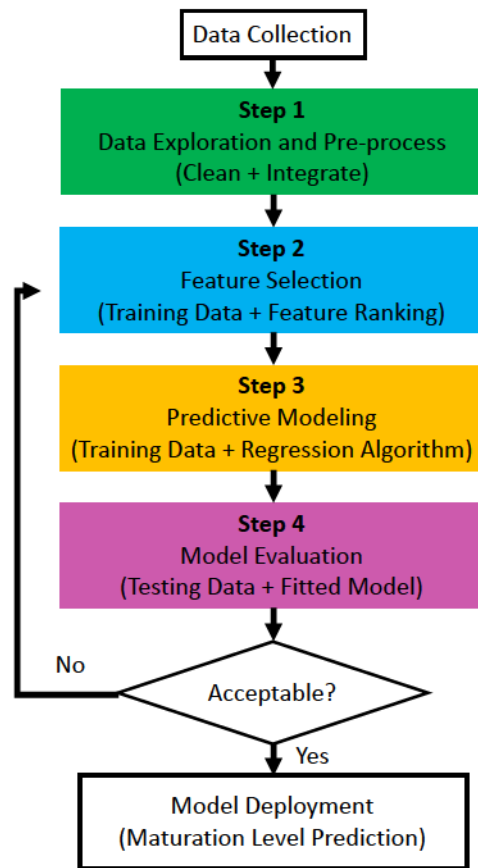 Data Collection
Step 1
Data Exploration and Pre-process
(Clean + Integrate)
Step 2
Feature Selection
(Training Data + Feature Ranking)
Step 3
Predictive Modeling
(Training Data + Regression Algorithm)
Step 4
Model Evaluation
(Testing Data + Fitted Model)
No
Acceptable?
Yes
Model Deployment
(Maturation Level Prediction)